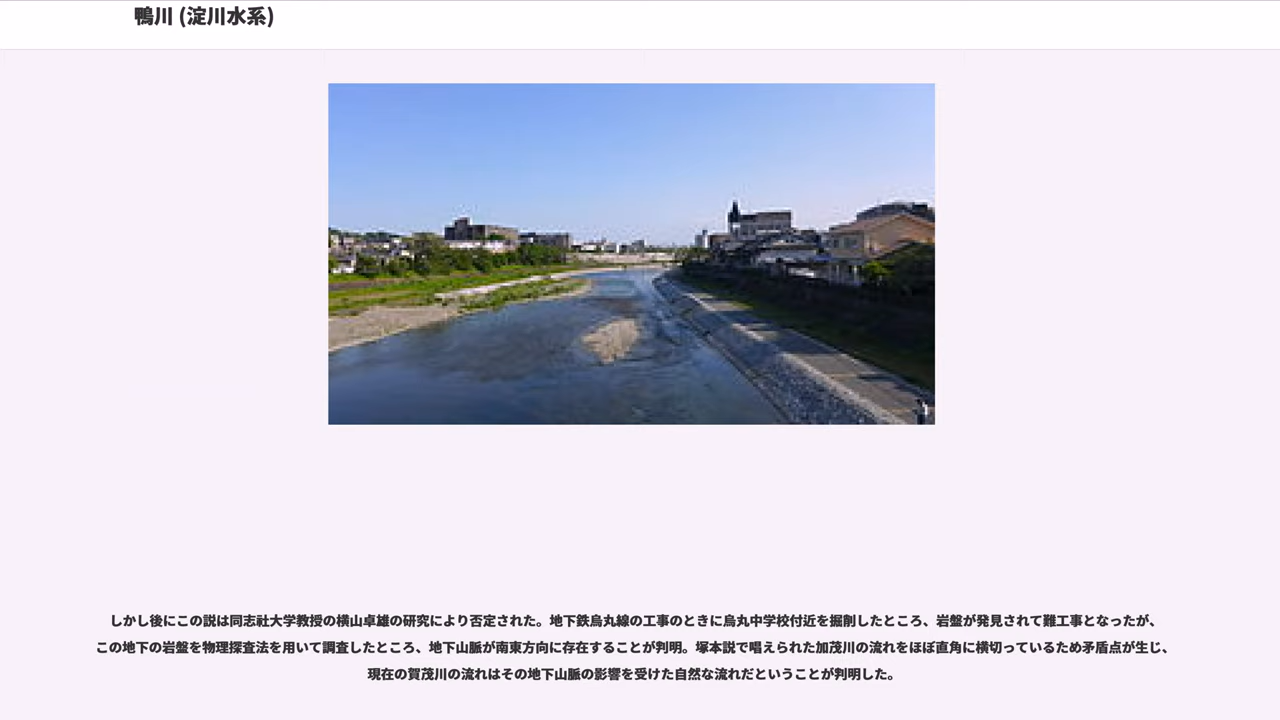 鴨川 (淀川水系)
しかし後にこの説は同志社大学教授の横山卓雄の研究により否定された。地下鉄烏丸線の工事のときに烏丸中学校付近を掘削したところ、岩盤が発見されて難工事となったが、
この地下の岩盤を物理探査法を用いて調査したところ、地下山脈が南東方向に存在することが判明。塚本説で唱えられた加茂川の流れをほぼ直角に横切っているため矛盾点が生じ、
現在の賀茂川の流れはその地下山脈の影響を受けた自然な流れだということが判明した。